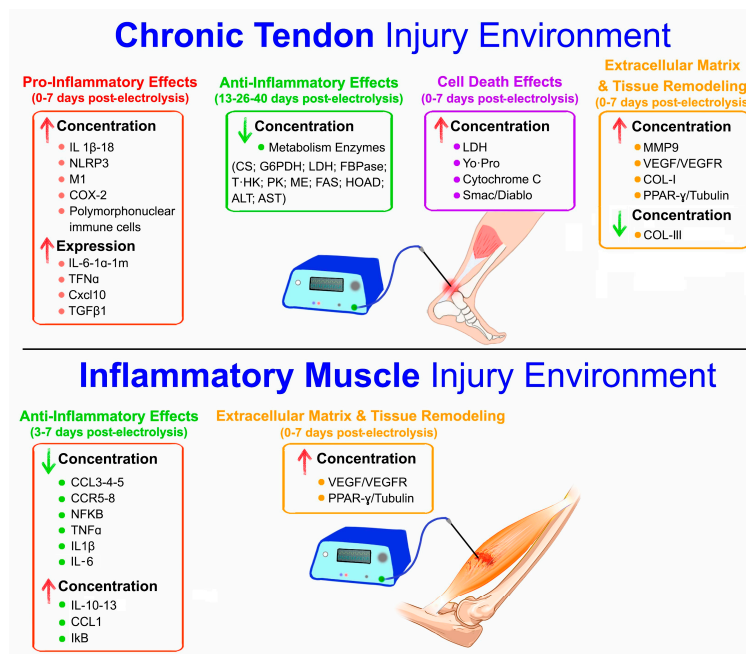 Chronic Tendon Injury Environment
Pro-Inflammatory Effects
(0-7 days post-electrolysis)
Concentration
IL 1β-18
NLRP3
M1
COX-2
Polymorphonuclear
immune cells
Expression
IL-6-1α-1m
TFNα
Cxcl10
TGFβ1
Anti-Inflammatory Effects
(13-26-40 days post-electrolysis)
Concentration
Metabolism Enzymes
(CS; G6PDH; LDH; FBPase;
T·HK; PK; ME; FAS; HOAD;
ALT; AST)
Cell Death Effects
(0-7 days post-electrolysis)
Concentration
LDH
Yo·Pro
Cytochrome C
Smac/Diablo
Extracellular Matrix
& Tissue Remodeling
(0-7 days post-electrolysis)
Concentration
MMP9
VEGF/VEGFR
COL-I
PPAR-ɣ/Tubulin
Concentration
COL-III
Inflammatory Muscle Injury Environment
Anti-Inflammatory Effects
(3-7 days post-electrolysis)
Concentration
CCL3-4-5
CCR5-8
NFKB
TNFα
IL1β
IL-6
Concentration
IL-10-13
CCL1
IkB
Extracellular Matrix & Tissue Remodeling
(0-7 days post-electrolysis)
Concentration
VEGF/VEGFR
PPAR-ɣ/Tubulin